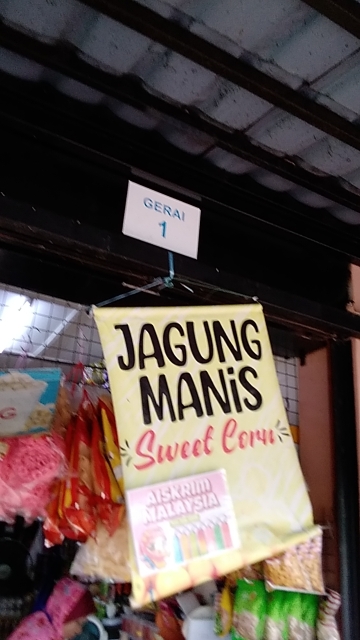 GERAI
1
JAGUNG
MANiS
Sweet Corn
AISKRIM
MALAYSIA